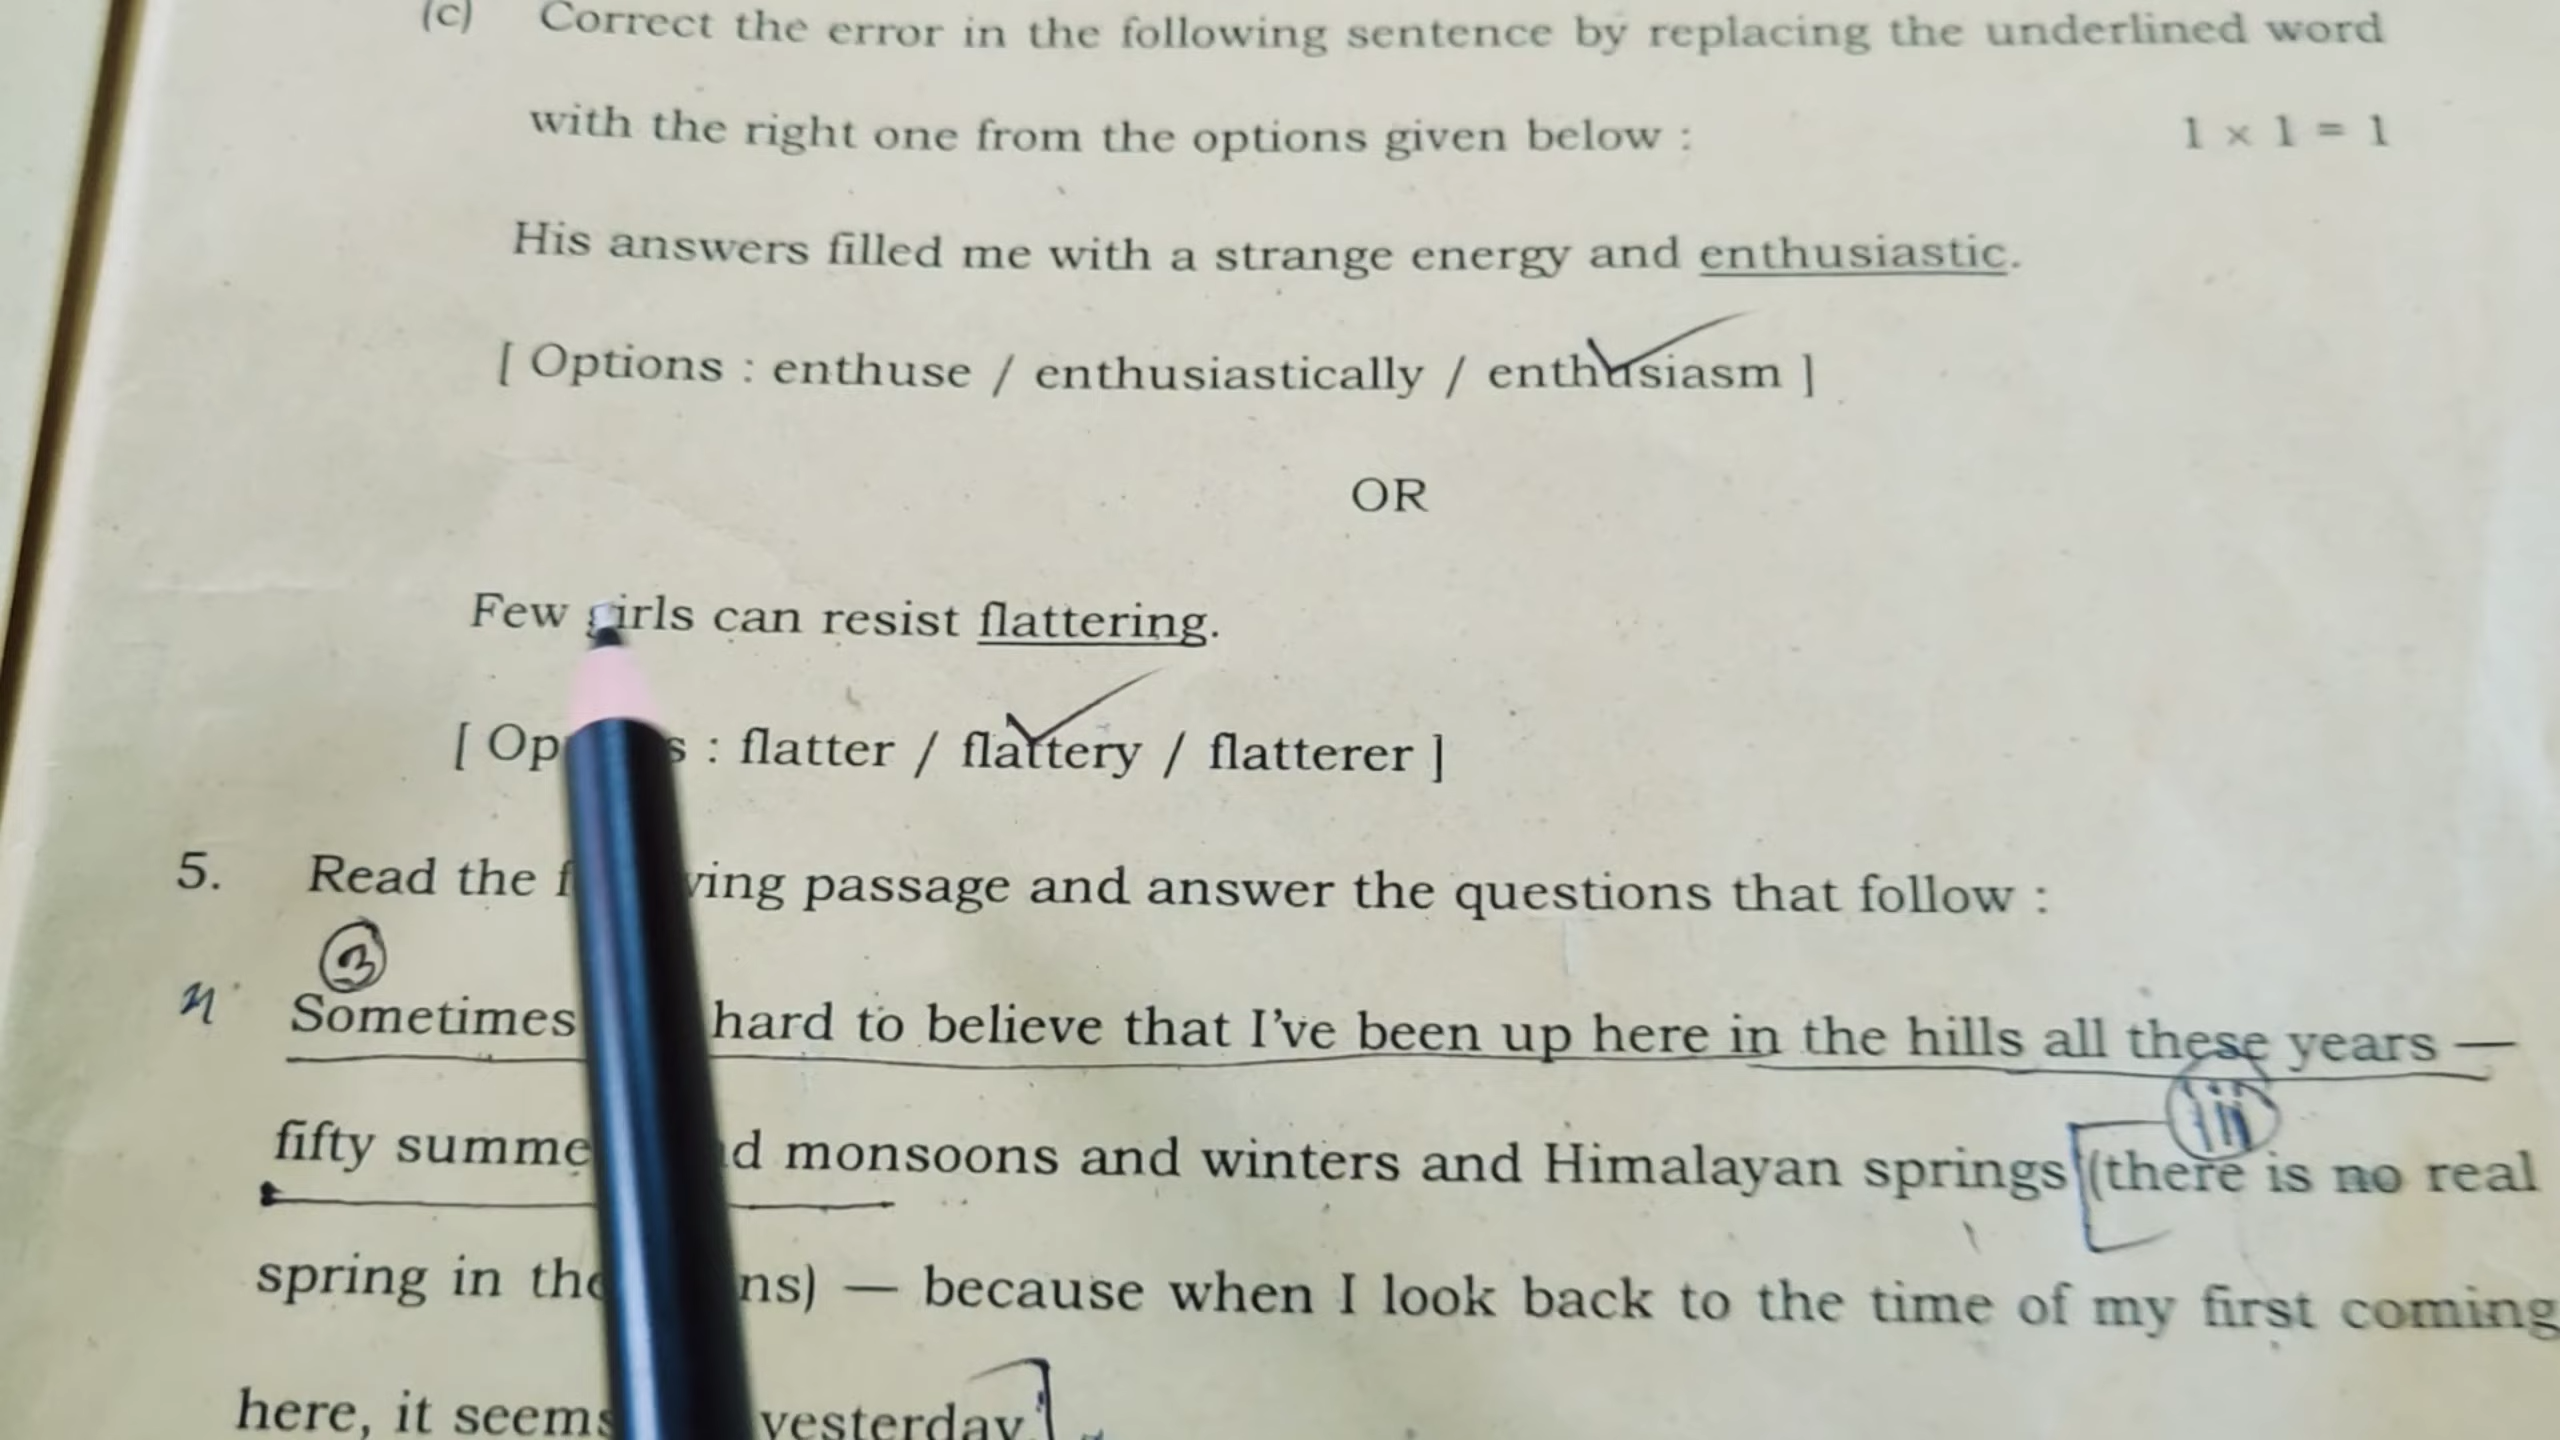 (c) Correct the error in the following sentence by replacing the underlined word
with the right one from the options given below : 1 × 1 = 1
His answers filled me with a strange energy and enthusiastic.
[ Options : enthuse / enthusiastically / enthusiasm ]
OR
Few girls can resist flattering.
[ Op s : flatter / flattery / flatterer ]
5. Read the ing passage and answer the questions that follow :
3
Sometimes hard to believe that I've been up here in the hills all these years —
iii
fifty summe d monsoons and winters and Himalayan springs (there is no real
spring in the ns) — because when I look back to the time of my first coming
here, it seems yesterday.